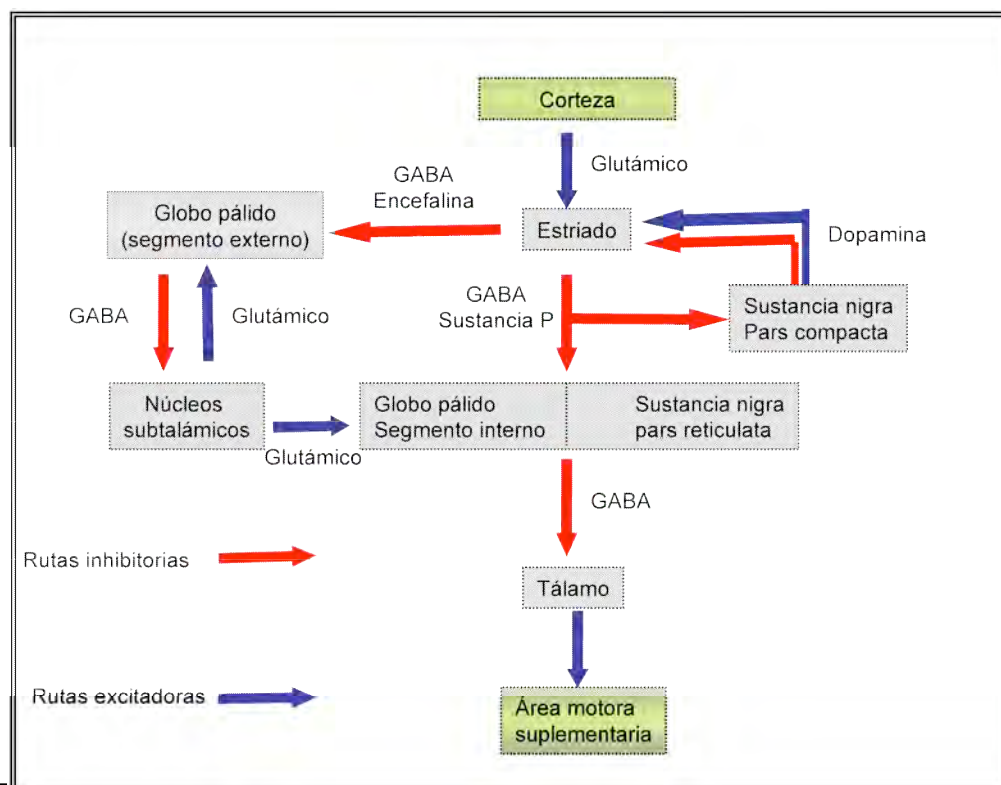 Corteza
Glutámico
GABA
Encefalina
Globo pálido
(segmento externo)
Estriado
Dopamina
GABA
Glutámico
GABA
Sustancia P
Sustancia nigra
Pars compacta
Núcleos
subtalámicos
Glutámico
Globo pálido
Segmento interno
Sustancia nigra
pars reticulata
GABA
Rutas inhibitorias
Tálamo
Rutas excitadoras
Área motora
suplementaria